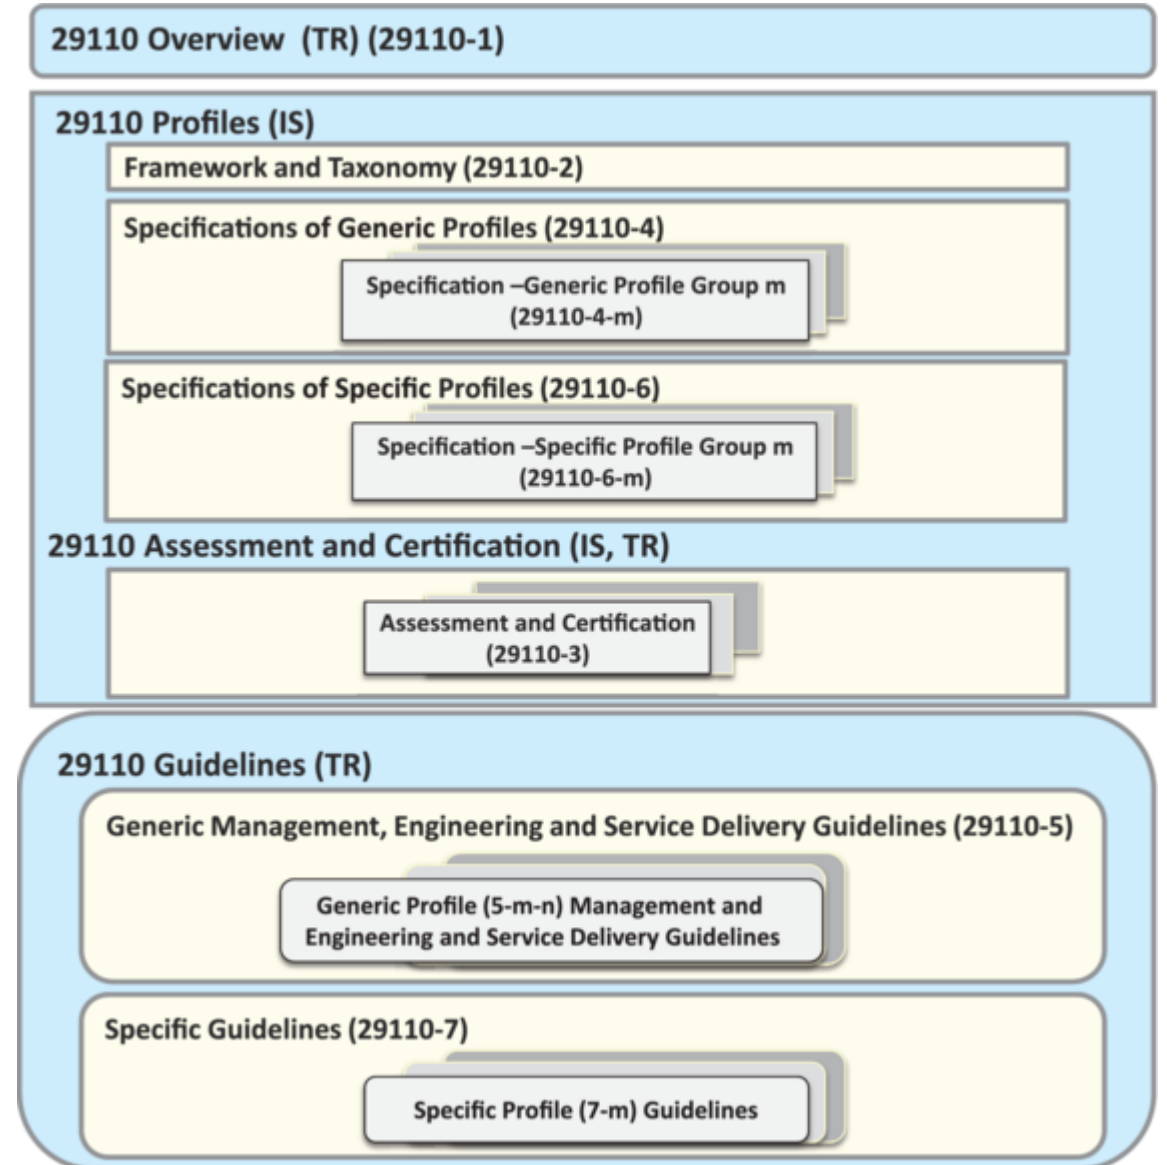 29110 Overview  (TR) (29110-1)
29110 Profiles (IS)
Framework and Taxonomy (29110-2)
Specifications of Generic Profiles (29110-4)
Specification –Generic Profile Group m
(29110-4-m)
Specifications of Specific Profiles (29110-6)
Specification –Specific Profile Group m
(29110-6-m)
29110 Assessment and Certification (IS, TR)
Assessment and Certification
(29110-3)
29110 Guidelines (TR)
Generic Management, Engineering and Service Delivery Guidelines (29110-5)
Generic Profile (5-m-n) Management and
Engineering and Service Delivery Guidelines
Specific Guidelines (29110-7)
Specific Profile (7-m) Guidelines